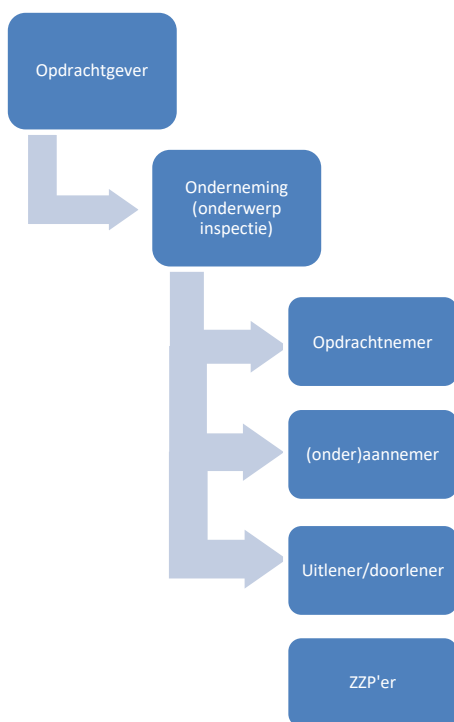 Opdrachtgever
Onderneming
(onderwerp
inspectie)
Opdrachtnemer
(onder)aannemer
Uitlener/doorlener
ZZP'er